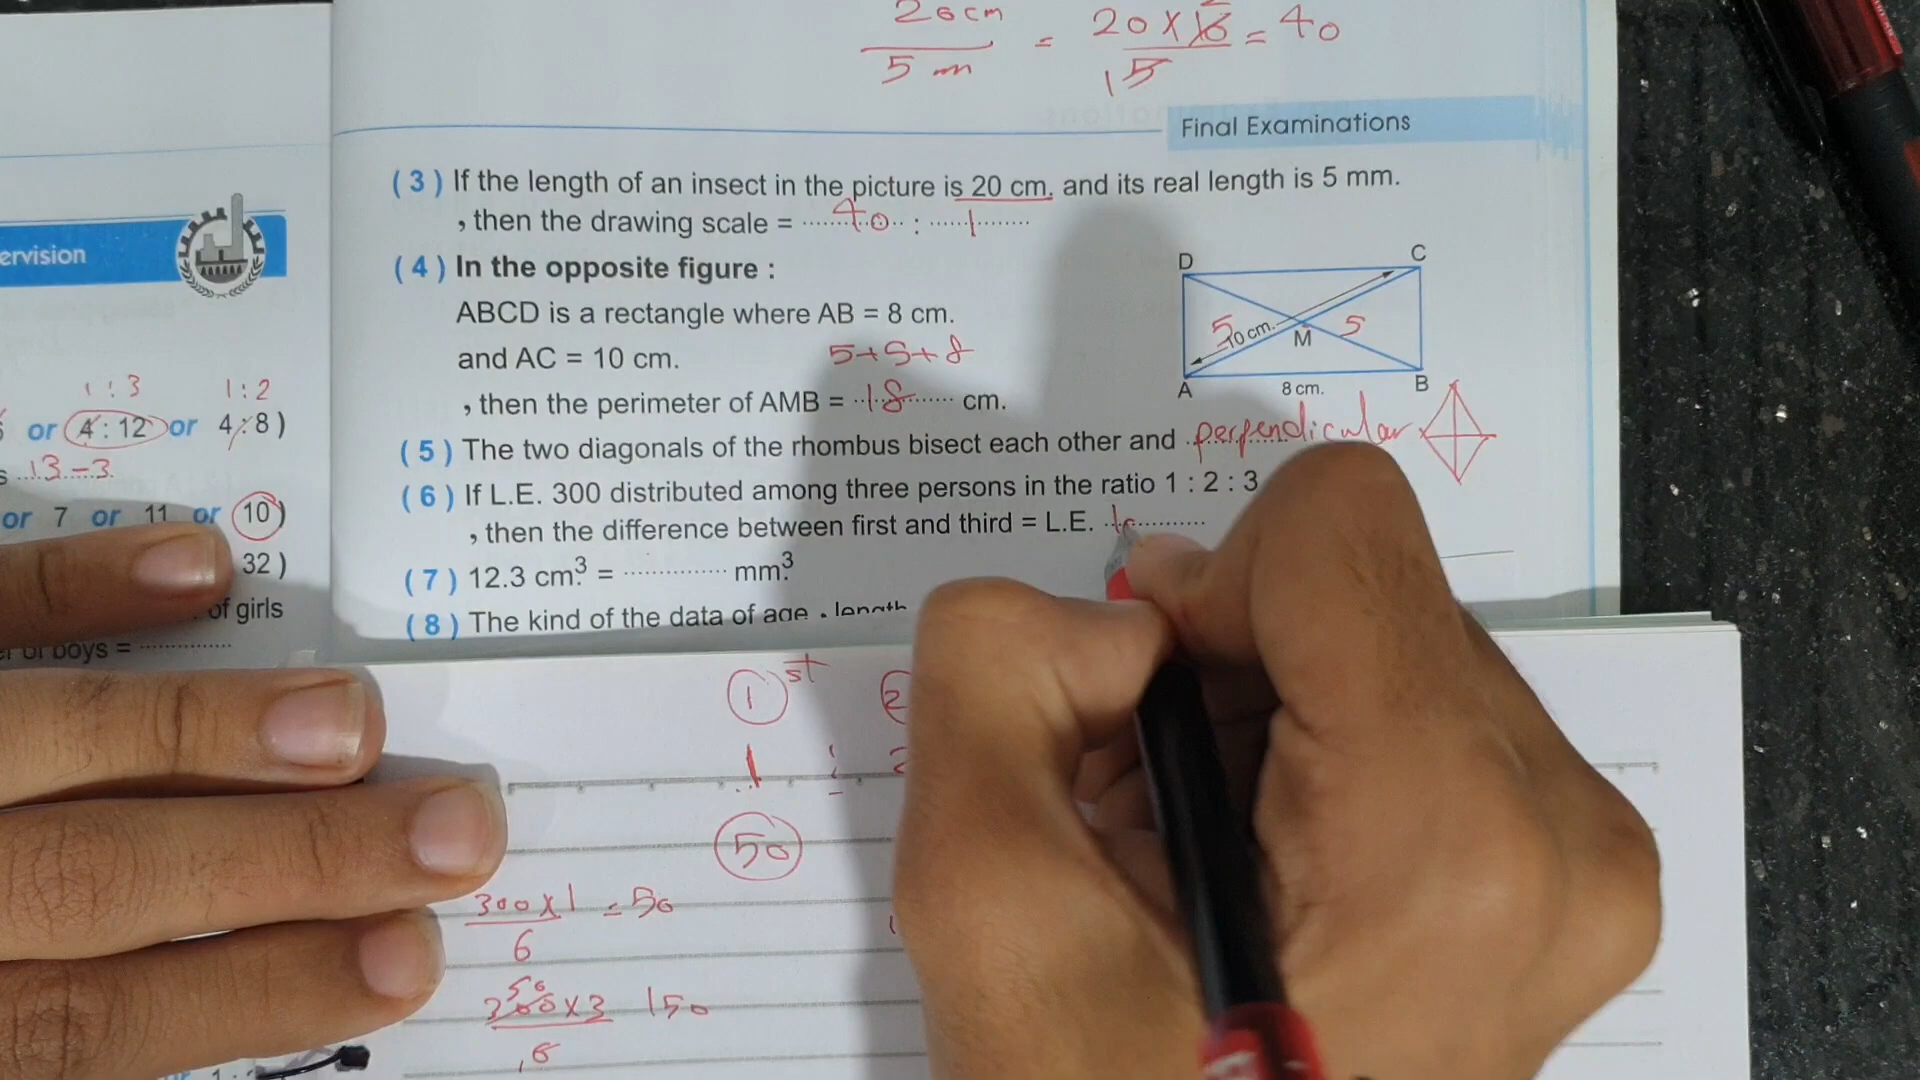 20 cm
5 mm = 20 X 10 = 40
15
Final Examinations
( 3 ) If the length of an insect in the picture is 20 cm. and its real length is 5 mm.
, then the drawing scale = 40 : 1
( 4 ) In the opposite figure :
ABCD is a rectangle where AB = 8 cm.
and AC = 10 cm.
5+5+8
, then the perimeter of AMB = 18 cm.
D C
5 10 cm. M 5
A 8 cm. B
( 5 ) The two diagonals of the rhombus bisect each other and perpendicular
( 6 ) If L.E. 300 distributed among three persons in the ratio 1 : 2 : 3
, then the difference between first and third = L.E.
( 7 ) 12.3 cm³. = mm³.
( 8 ) The kind of the data of age , length
ervision
1:3 1:2
or 4 : 12 or 4 : 8 )
13-3
or 7 or 11 or 10 )
32 )
of girls
boys =
1 st 2
1 : 2
50
300 x 1 = 50
6
50
300 x 3 150
6